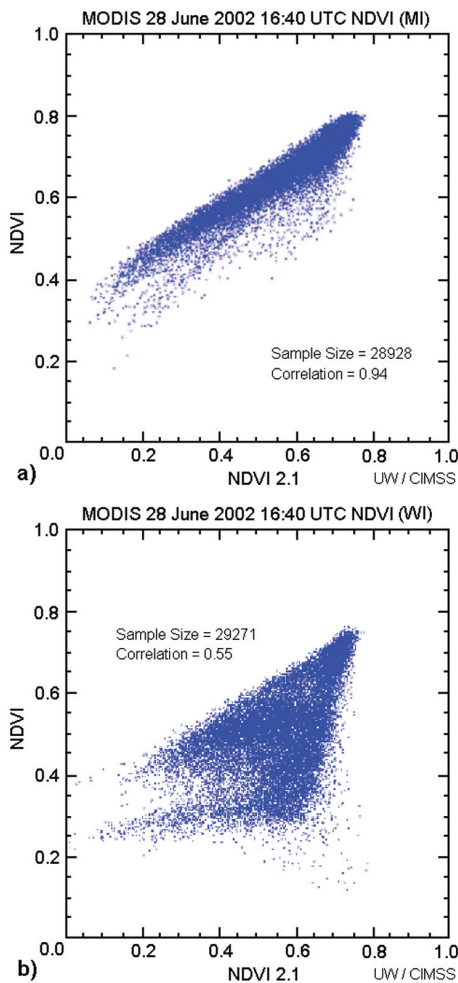 MODIS 28 June 2002 16:40 UTC NDVI (MI)
1.0
0.8
0.6
0.4
0.2
0.0
NDVI
Sample Size = 28928
Correlation = 0.94
0.2 0.4 0.6 0.8 1.0
a)
NDVI 2.1
UW / CIMSS
MODIS 28 June 2002 16:40 UTC NDVI (WI)
1.0
0.8
0.6
0.4
0.2
0.0
NDVI
Sample Size = 29271
Correlation = 0.55
0.2 0.4 0.6 0.8 1.0
b)
NDVI 2.1
UW / CIMSS